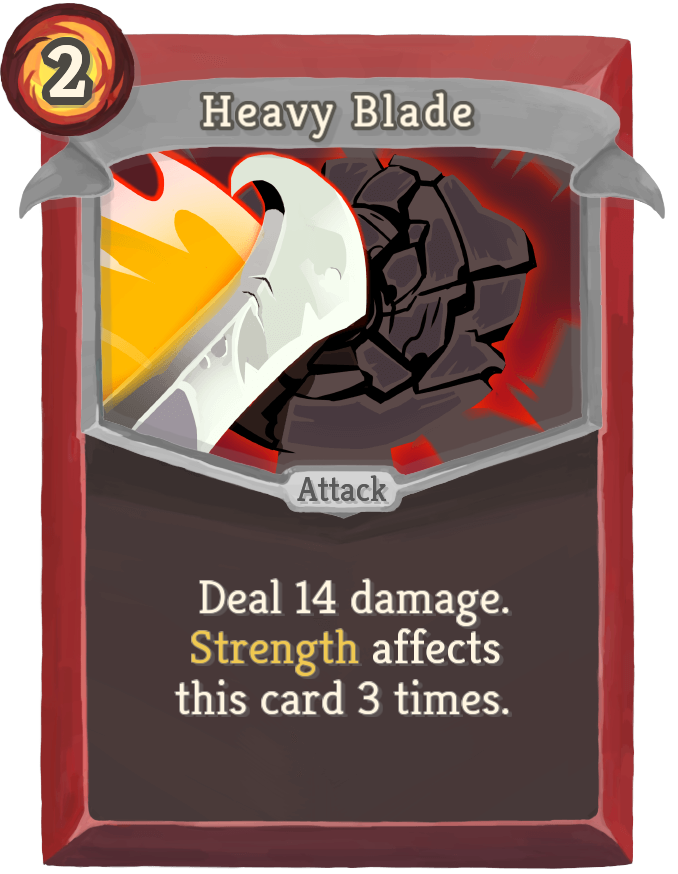 2
Heavy Blade
Attack
Deal 14 damage.
Strength affects
this card 3 times.